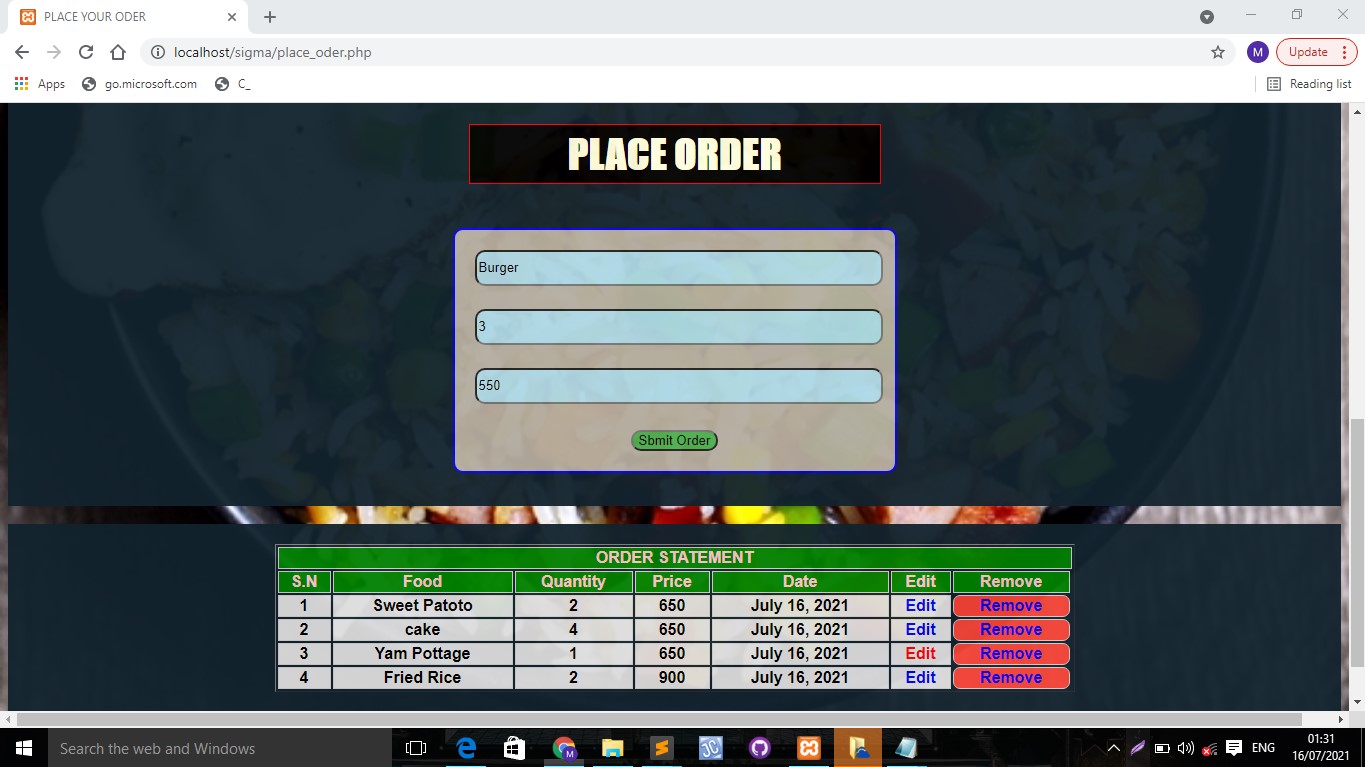 PLACE YOUR ODER
localhost/sigma/place_oder.php
M
Update
Apps
go.microsoft.com
C_
Reading list
PLACE ORDER
Burger
3
550
Sbmit Order
ORDER STATEMENT
S.N Food Quantity Price Date Edit Remove
1 Sweet Patoto 2 650 July 16, 2021 Edit Remove
2 cake 4 650 July 16, 2021 Edit Remove
3 Yam Pottage 1 650 July 16, 2021 Edit Remove
4 Fried Rice 2 900 July 16, 2021 Edit Remove
Search the web and Windows
JC
M
ENG
01:31
16/07/2021